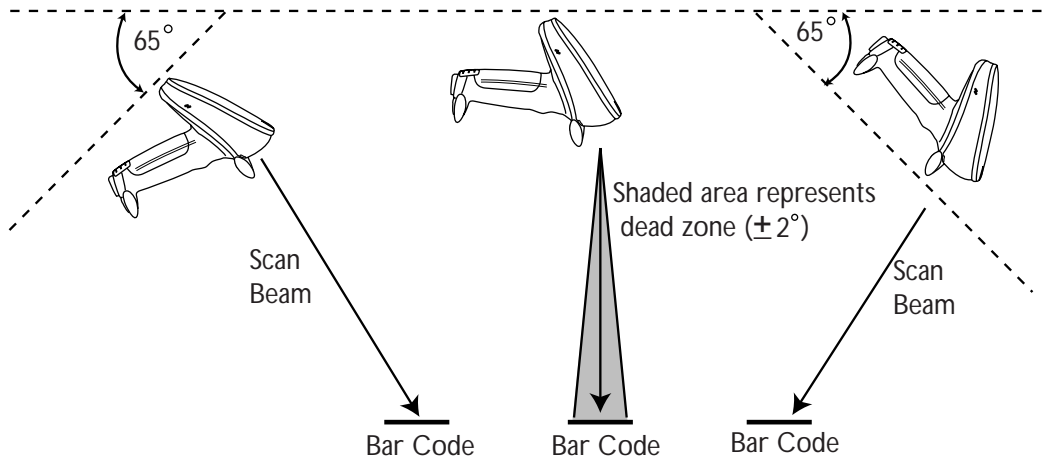 65°
65°
Shaded area represents
dead zone (± 2°)
Scan
Beam
Scan
Beam
Bar Code
Bar Code
Bar Code